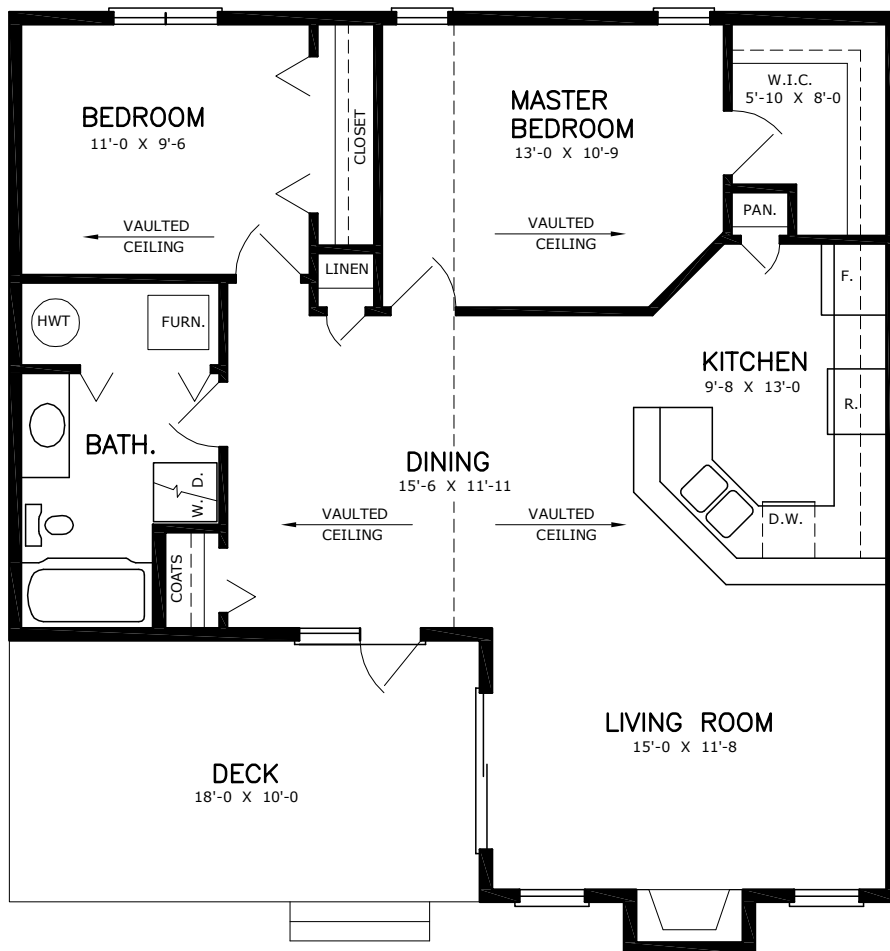 BEDROOM
11'-0 X 9'-6
VAULTED
CEILING
CLOSET
MASTER
BEDROOM
13'-0 X 10'-9
VAULTED
CEILING
W.I.C.
5'-10 X 8'-0
PAN.
LINEN
HWT
FURN.
F.
KITCHEN
9'-8 X 13'-0
R.
BATH.
W. D.
DINING
15'-6 X 11'-11
VAULTED
CEILING
VAULTED
CEILING
D.W.
COATS
LIVING ROOM
15'-0 X 11'-8
DECK
18'-0 X 10'-0